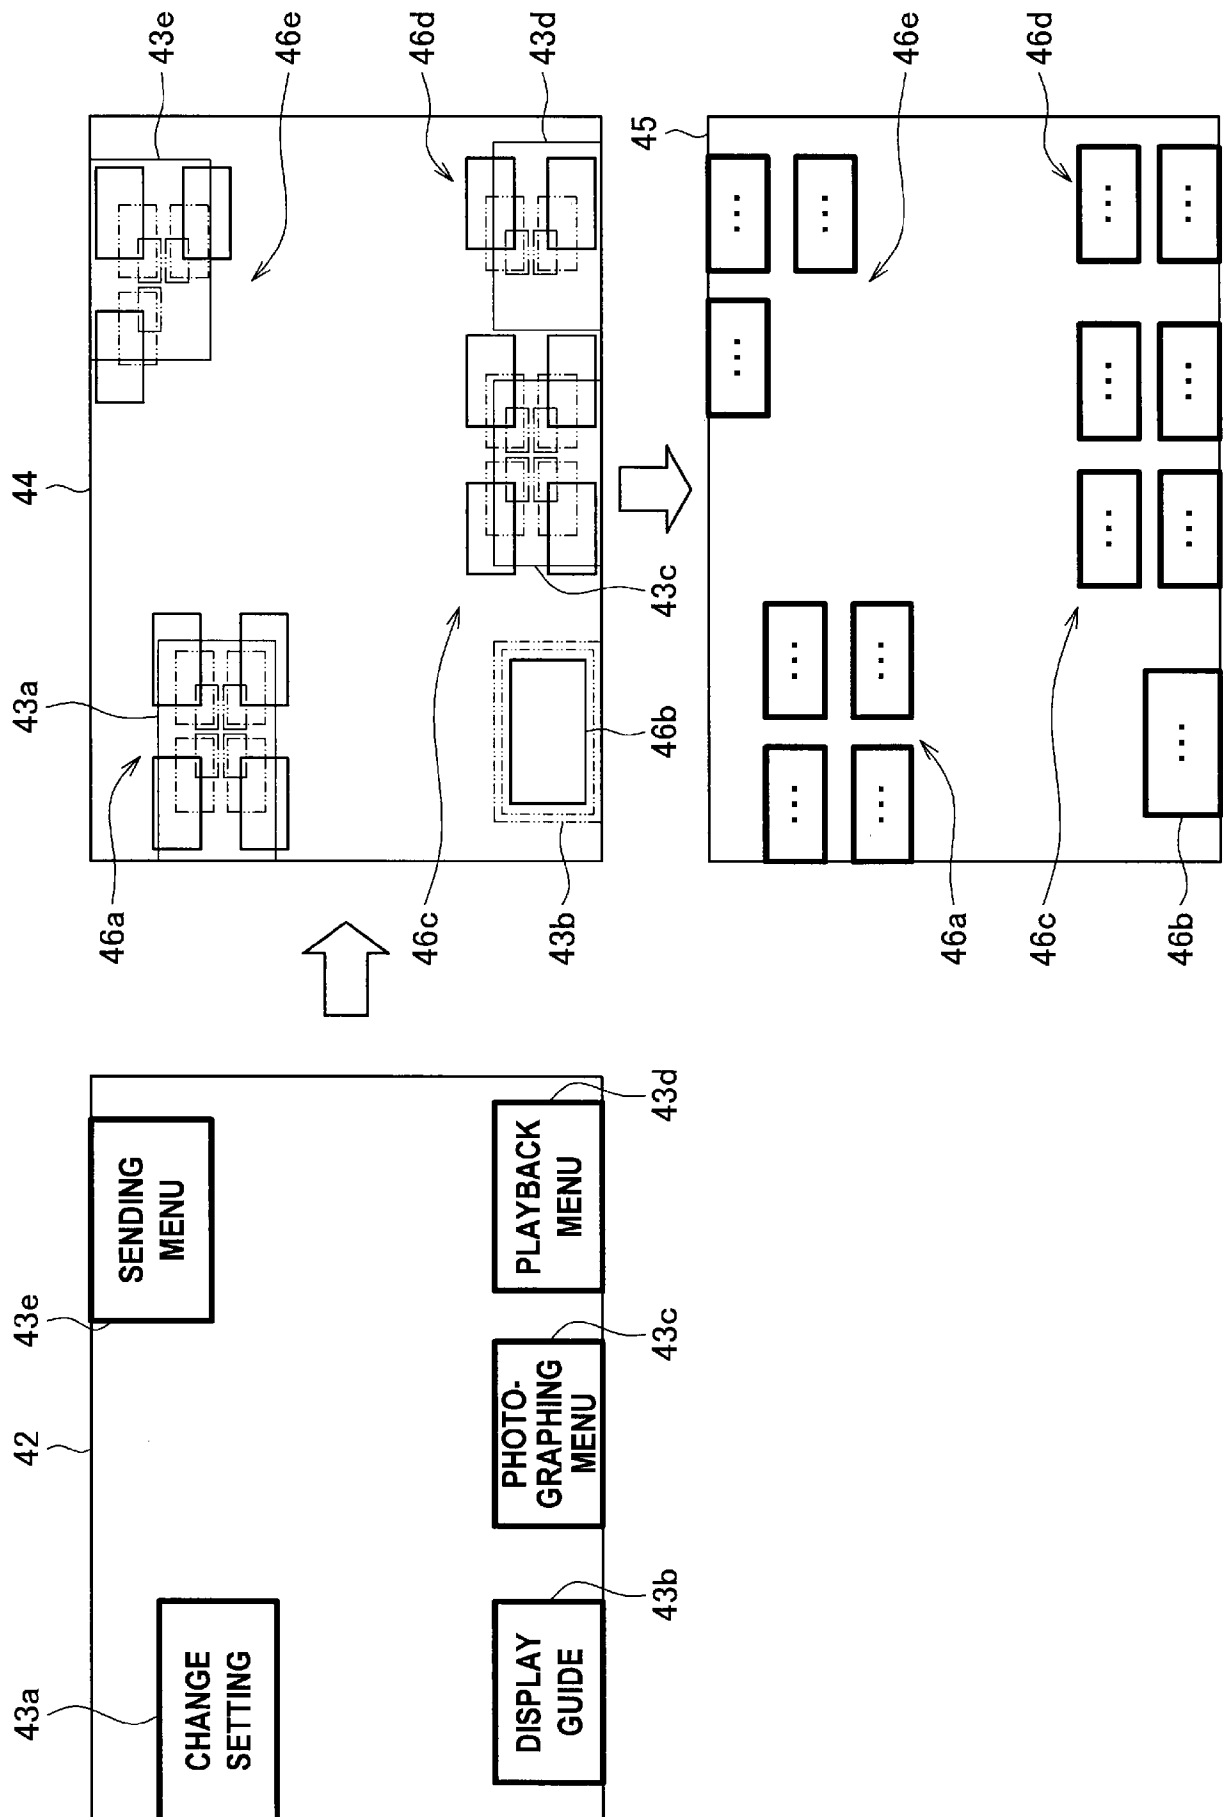 43a
42
43e
CHANGE
SETTING
SENDING
MENU
DISPLAY
GUIDE
PHOTO-
GRAPHING
MENU
PLAYBACK
MENU
43b
43c
43d
43a
44
46a
43e
46e
46c
46d
43b
46b
43c
43d
45
...
...
...
...
...
...
...
46a
46e
...
...
...
...
...
...
...
46c
46d
46b